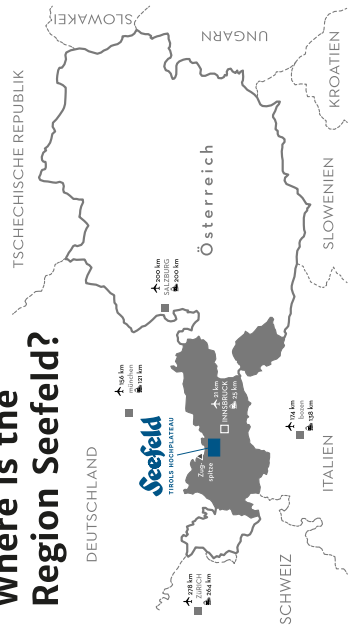 Where is the
Region Seefeld?
TSCHECHISCHE REPUBLIK
SLOWAKEI
UNGARN
KROATIEN
SLOWENIEN
ITALIEN
SCHWEIZ
DEUTSCHLAND
Österreich
200 km
SALZBURG
200 km
156 km
münchen
121 km
Seefeld
TIROLS HOCHPLATEAU
Zug-
spitze
21 km
INNSBRUCK
25 km
174 km
bozen
138 km
278 km
ZüRICH
264 km